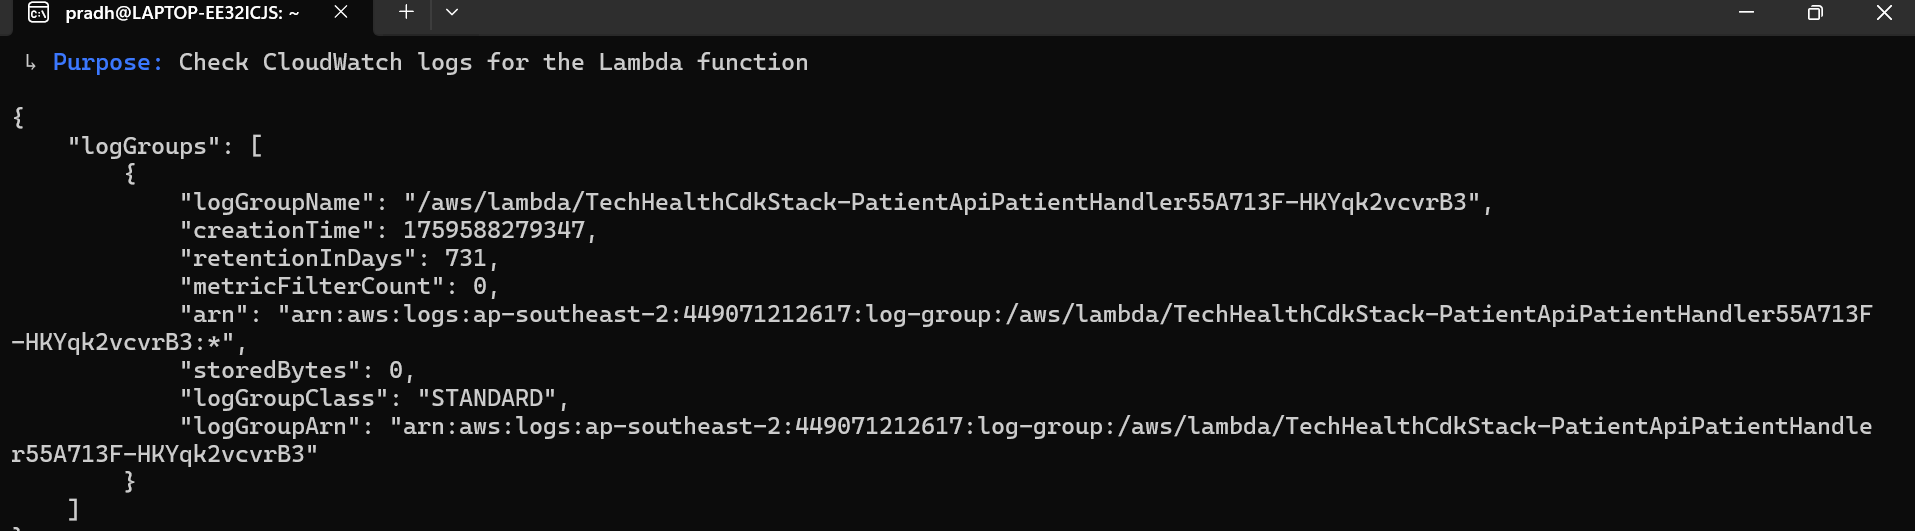 pradh@LAPTOP-EE32ICJS: ~
↳ Purpose: Check CloudWatch logs for the Lambda function
{
    "logGroups": [
        {
            "logGroupName": "/aws/lambda/TechHealthCdkStack-PatientApiPatientHandler55A713F-HKYqk2vcvrB3",
            "creationTime": 1759588279347,
            "retentionInDays": 731,
            "metricFilterCount": 0,
            "arn": "arn:aws:logs:ap-southeast-2:449071212617:log-group:/aws/lambda/TechHealthCdkStack-PatientApiPatientHandler55A713F
-HKYqk2vcvrB3:*",
            "storedBytes": 0,
            "logGroupClass": "STANDARD",
            "logGroupArn": "arn:aws:logs:ap-southeast-2:449071212617:log-group:/aws/lambda/TechHealthCdkStack-PatientApiPatientHandle
r55A713F-HKYqk2vcvrB3"
        }
    ]
}